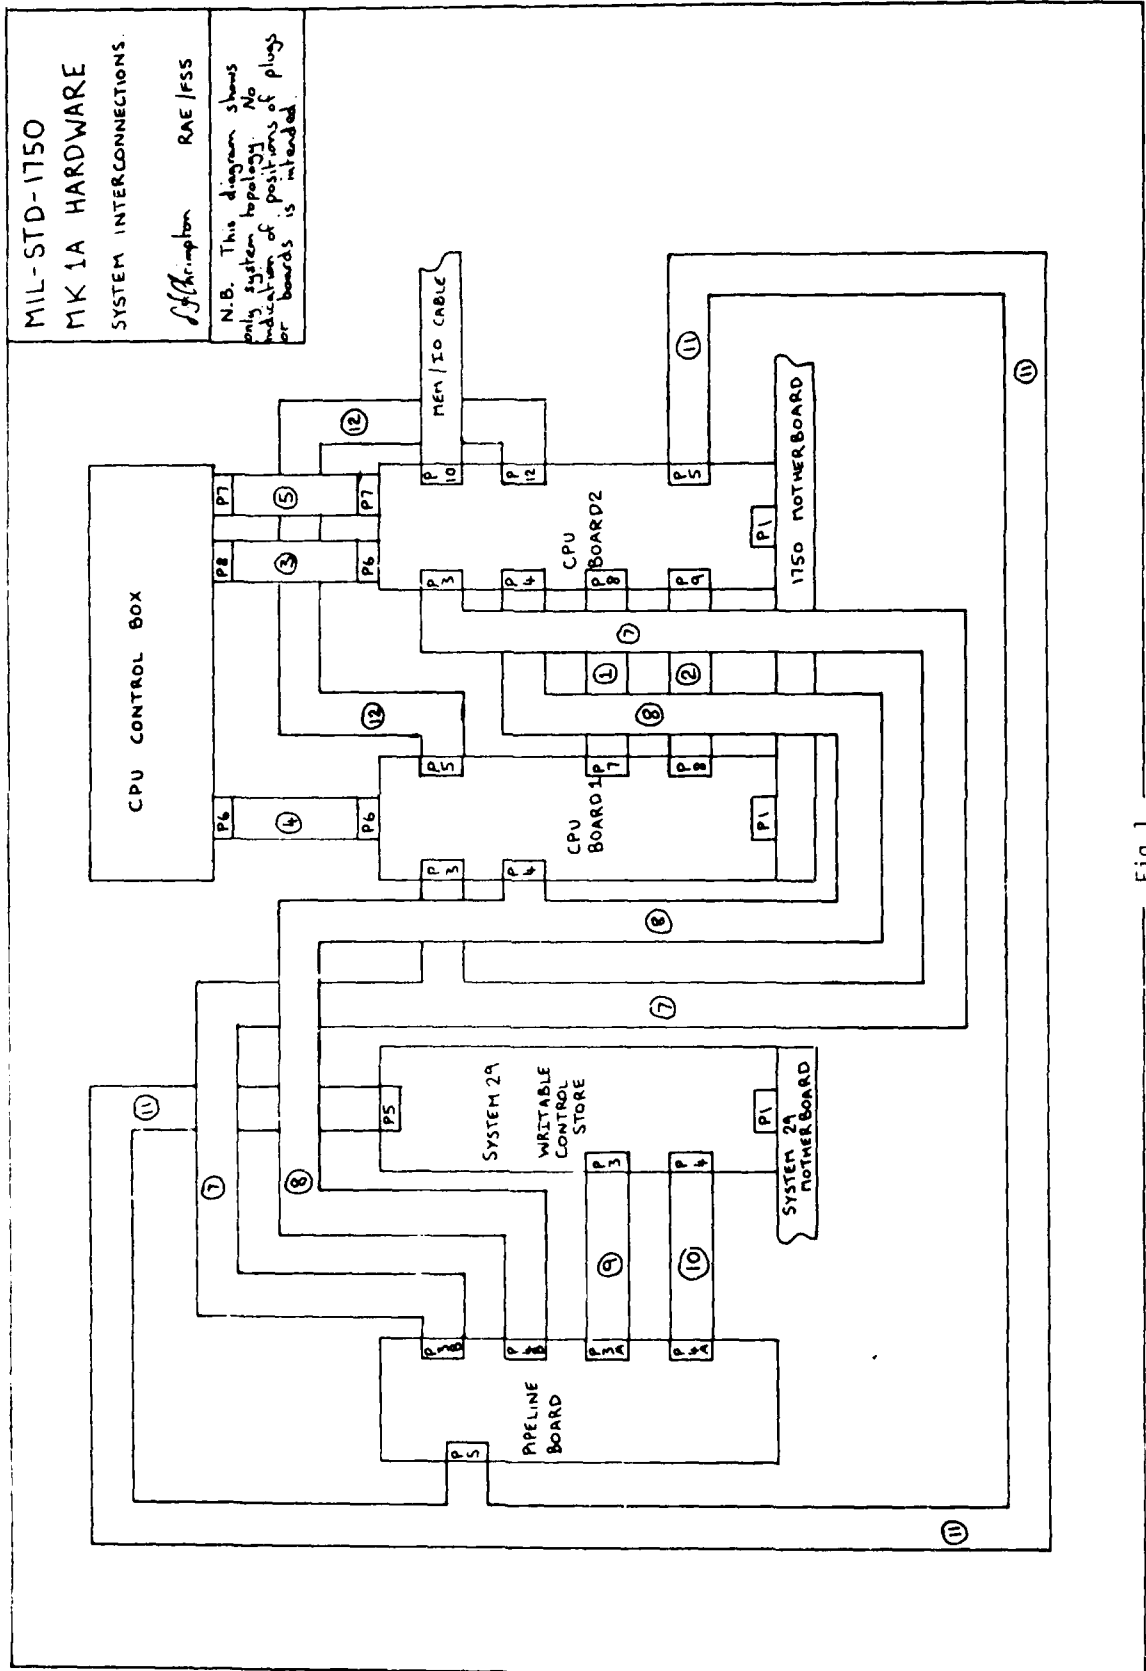 MIL-STD-1750
MK 1A HARDWARE
SYSTEM INTERCONNECTIONS.
RAE/FSS
N.B. This diagram shows
only system topology. No
indication of positions of plugs
or boards is intended.
CPU CONTROL BOX
P6
P8
P7
4
3
5
12
12
P6
P6
P7
MEM/IO CABLE
P5
P10
P12
P5
11
11
CPU
BOARD 1
P3
P4
P7
P8
P1
CPU
BOARD2
P3
P4
P8
P9
P1
1750 MOTHERBOARD
7
1
2
8
8
7
11
7
8
P5
SYSTEM 29
WRITABLE
CONTROL
STORE
P3
P4
P1
SYSTEM 29
MOTHERBOARD
9
10
P3B
P4B
P3A
P4A
PIPELINE
BOARD
P5
11
Fig 1